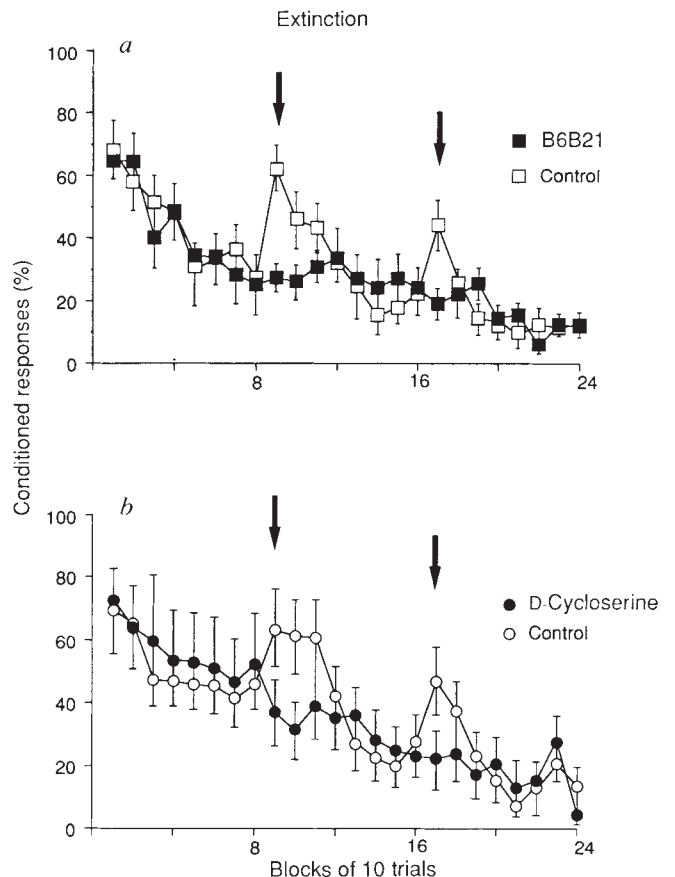 Extinction
a
100
80
60
40
20
0
8
16
24
B6B21
Control
Conditioned responses (%)
b
100
80
60
40
20
0
8
16
24
D-Cycloserine
Control
Blocks of 10 trials